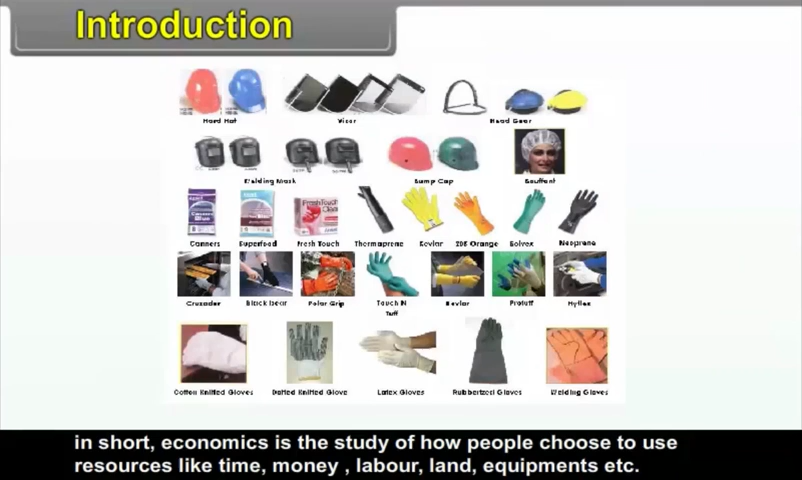 Introduction
Hard Hat Visor Head Gear
Welding Mask Bump Cap Bouffant
Canners Superfood Fresh Touch Thermaprene Kevlar Solvex Neoprene
Crusader Black Bear Polar Grip Touch N Tuff Kevlar Hyflex
Cotton Knitted Gloves Dotted Knitted Glove Latex Gloves Rubberized Gloves Welding Gloves
in short, economics is the study of how people choose to use
resources like time, money , labour, land, equipments etc.